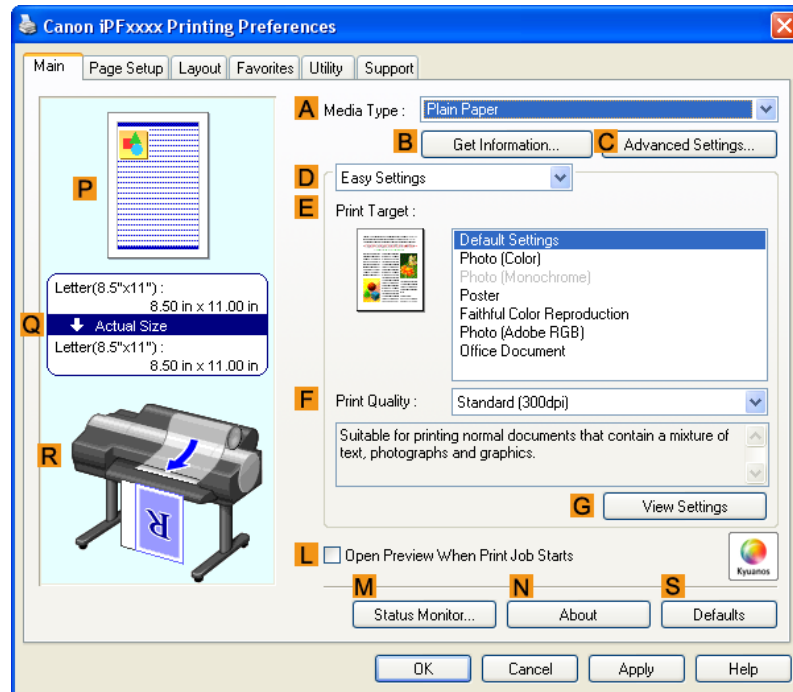 Canon iPFxxxx Printing Preferences
Main Page Setup Layout Favorites Utility Support
A Media Type : Plain Paper
B Get Information... C Advanced Settings...
D Easy Settings
E Print Target :
Default Settings
Photo (Color)
Photo (Monochrome)
Poster
Faithful Color Reproduction
Photo (Adobe RGB)
Office Document
P
Letter(8.5"x11") :
8.50 in x 11.00 in
Q Actual Size
Letter(8.5"x11") :
8.50 in x 11.00 in
F Print Quality : Standard (300dpi)
Suitable for printing normal documents that contain a mixture of
text, photographs and graphics.
R
R
G View Settings
L Open Preview When Print Job Starts
Kyuanos
M N S
Status Monitor... About Defaults
OK Cancel Apply Help